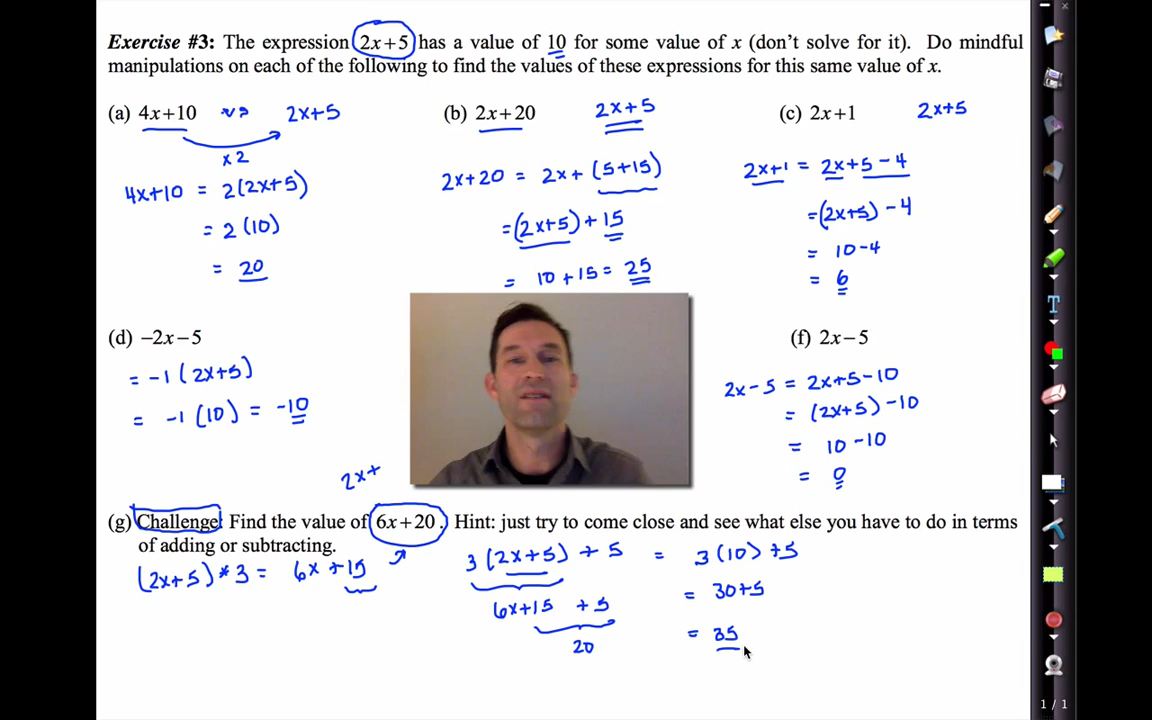 Exercise #3: The expression 2x+5 has a value of 10 for some value of x (don't solve for it). Do mindful
manipulations on each of the following to find the values of these expressions for this same value of x.
(a) 4x+10 vs 2x+5
x2
4x+10 = 2(2x+5)
= 2(10)
= 20
(b) 2x+20 2x+5
2x+20 = 2x+(5+15)
=(2x+5)+15
= 10+15= 25
(c) 2x+1 2x+5
2x+1 = 2x+5-4
=(2x+5)-4
= 10-4
= 6
(d) −2x−5
= -1(2x+5)
= -1(10) = -10
2x+
(f) 2x−5
2x-5 = 2x+5-10
= (2x+5)-10
= 10-10
= 0
(g) Challenge: Find the value of 6x+20. Hint: just try to come close and see what else you have to do in terms
of adding or subtracting.
(2x+5)*3 = 6x+15
3(2x+5)+5 = 3(10)+5
6x+15 +5 = 30+5
20 = 35
T
1 / 1